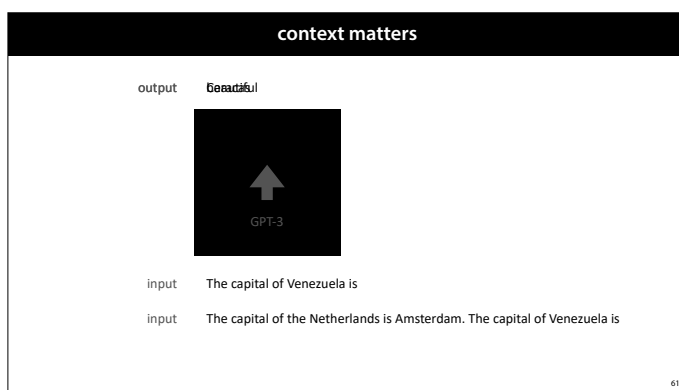 context matters
output
GPT-3
input The capital of Venezuela is
input The capital of the Netherlands is Amsterdam. The capital of Venezuela is
61